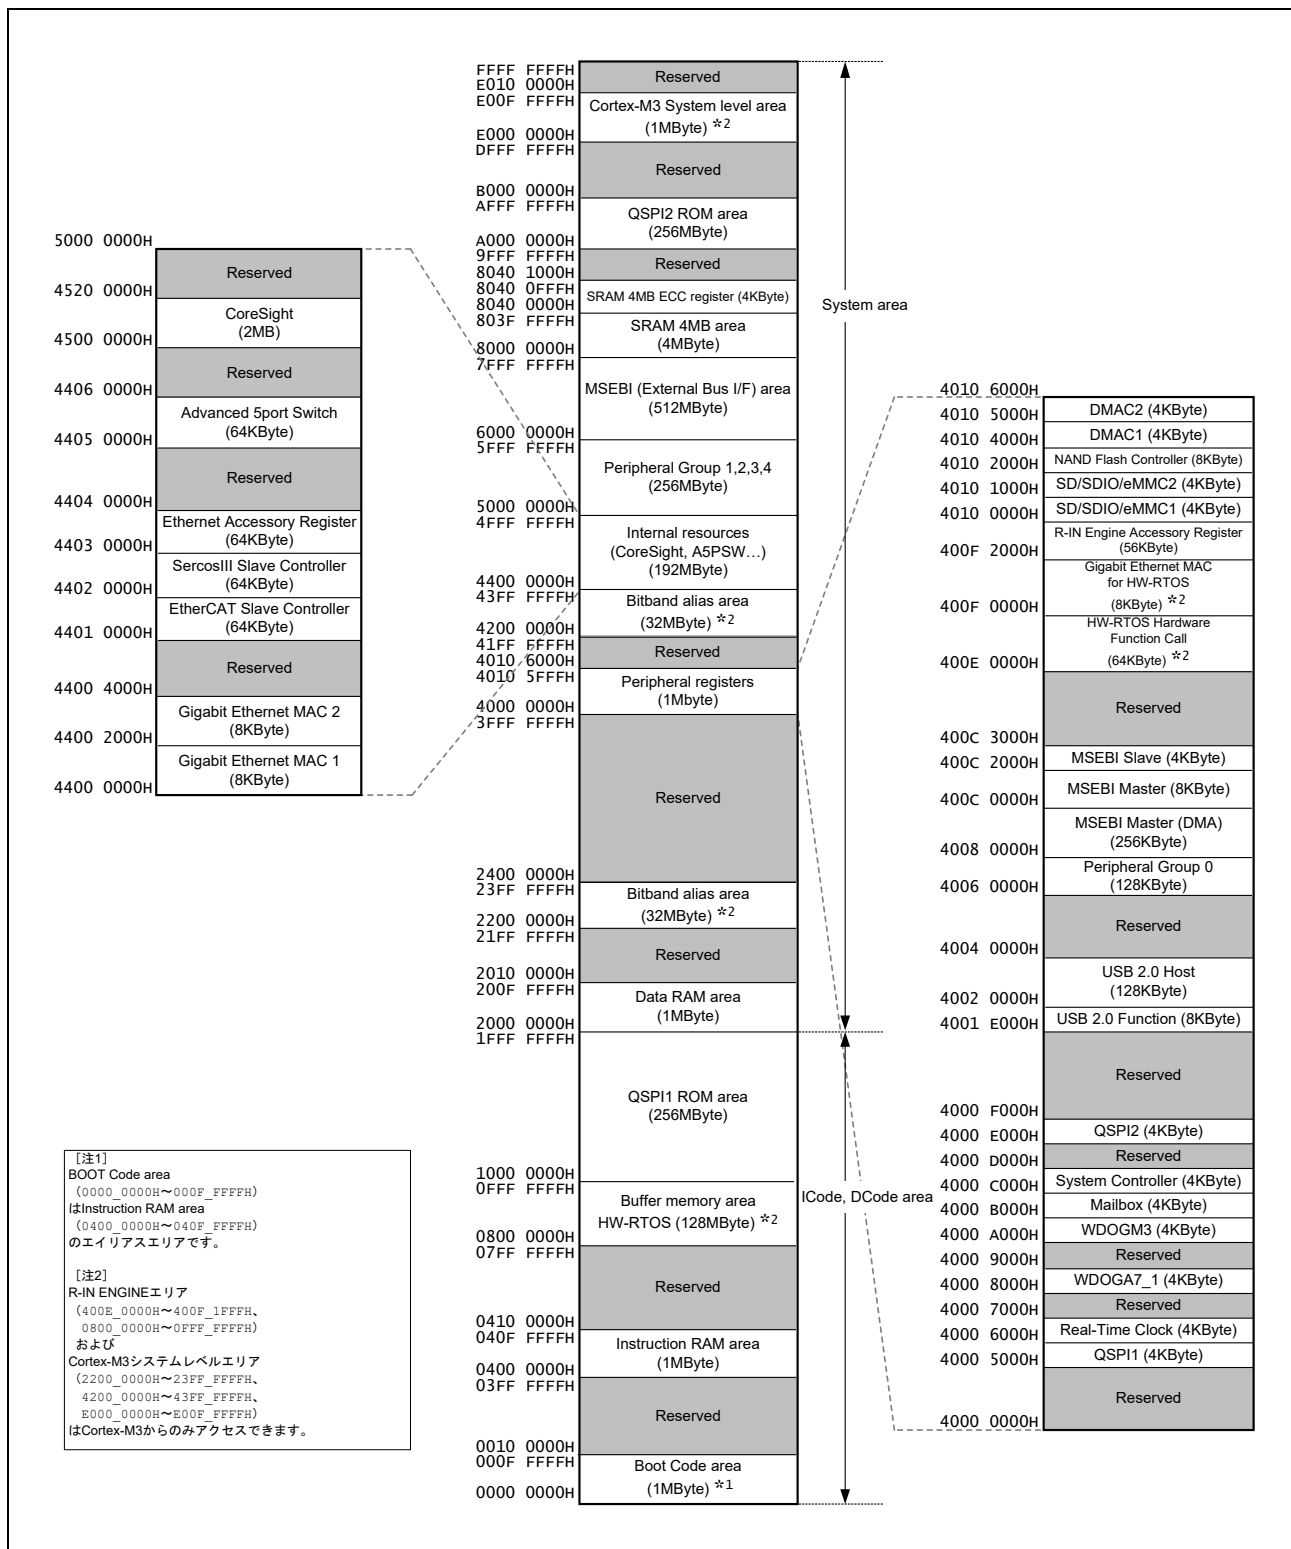 5000 0000H
Reserved
4520 0000H
CoreSight
(2MB)
4500 0000H
Reserved
4406 0000H
Advanced 5port Switch
(64KByte)
4405 0000H
Reserved
4404 0000H
Ethernet Accessory Register
(64KByte)
4403 0000H
SercosIII Slave Controller
(64KByte)
4402 0000H
EtherCAT Slave Controller
(64KByte)
4401 0000H
Reserved
4400 4000H
Gigabit Ethernet MAC 2
(8KByte)
4400 2000H
Gigabit Ethernet MAC 1
(8KByte)
4400 0000H
FFFF FFFFH
Reserved
E010 0000H
E00F FFFFH
Cortex-M3 System level area
(1MByte) *2
E000 0000H
DFFF FFFFH
Reserved
B000 0000H
AFFF FFFFH
QSPI2 ROM area
(256MByte)
A000 0000H
9FFF FFFFH
Reserved
8040 1000H
8040 0FFFH
SRAM 4MB ECC register (4KByte)
8040 0000H
803F FFFFH
SRAM 4MB area
(4MByte)
8000 0000H
7FFF FFFFH
MSEBI (External Bus I/F) area
(512MByte)
6000 0000H
5FFF FFFFH
Peripheral Group 1,2,3,4
(256MByte)
5000 0000H
4FFF FFFFH
Internal resources
(CoreSight, A5PSW…)
(192MByte)
4400 0000H
43FF FFFFH
Bitband alias area
(32MByte) *2
4200 0000H
41FF FFFFH
Reserved
4010 6000H
4010 5FFFH
Peripheral registers
(1Mbyte)
4000 0000H
3FFF FFFFH
Reserved
2400 0000H
23FF FFFFH
Bitband alias area
(32MByte) *2
2200 0000H
21FF FFFFH
Reserved
2010 0000H
200F FFFFH
Data RAM area
(1MByte)
2000 0000H
1FFF FFFFH
QSPI1 ROM area
(256MByte)
1000 0000H
0FFF FFFFH
Buffer memory area
HW-RTOS (128MByte) *2
0800 0000H
07FF FFFFH
Reserved
0410 0000H
040F FFFFH
Instruction RAM area
(1MByte)
0400 0000H
03FF FFFFH
Reserved
0010 0000H
000F FFFFH
Boot Code area
(1MByte) *1
0000 0000H
System area
ICode, DCode area
4010 6000H
DMAC2 (4KByte)
4010 5000H
DMAC1 (4KByte)
4010 4000H
NAND Flash Controller (8KByte)
4010 2000H
SD/SDIO/eMMC2 (4KByte)
4010 1000H
SD/SDIO/eMMC1 (4KByte)
4010 0000H
R-IN Engine Accessory Register
(56KByte)
400F 2000H
Gigabit Ethernet MAC
for HW-RTOS
(8KByte) *2
400F 0000H
HW-RTOS Hardware
Function Call
(64KByte) *2
400E 0000H
Reserved
400C 3000H
MSEBI Slave (4KByte)
400C 2000H
MSEBI Master (8KByte)
400C 0000H
MSEBI Master (DMA)
(256KByte)
4008 0000H
Peripheral Group 0
(128KByte)
4006 0000H
Reserved
4004 0000H
USB 2.0 Host
(128KByte)
4002 0000H
USB 2.0 Function (8KByte)
4001 E000H
Reserved
4000 F000H
QSPI2 (4KByte)
4000 E000H
Reserved
4000 D000H
System Controller (4KByte)
4000 C000H
Mailbox (4KByte)
4000 B000H
WDOGM3 (4KByte)
4000 A000H
Reserved
4000 9000H
WDOGA7_1 (4KByte)
4000 8000H
Reserved
4000 7000H
Real-Time Clock (4KByte)
4000 6000H
QSPI1 (4KByte)
4000 5000H
Reserved
4000 0000H
［注1］
BOOT Code area
（0000_0000H～000F_FFFFH）
はInstruction RAM area
（0400_0000H～040F_FFFFH）
のエイリアスエリアです。
［注2］
R-IN ENGINEエリア
（400E_0000H～400F_1FFFH、
0800_0000H～0FFF_FFFFH）
および
Cortex-M3システムレベルエリア
（2200_0000H～23FF_FFFFH、
4200_0000H～43FF_FFFFH、
E000_0000H～E00F_FFFFH）
はCortex-M3からのみアクセスできます。